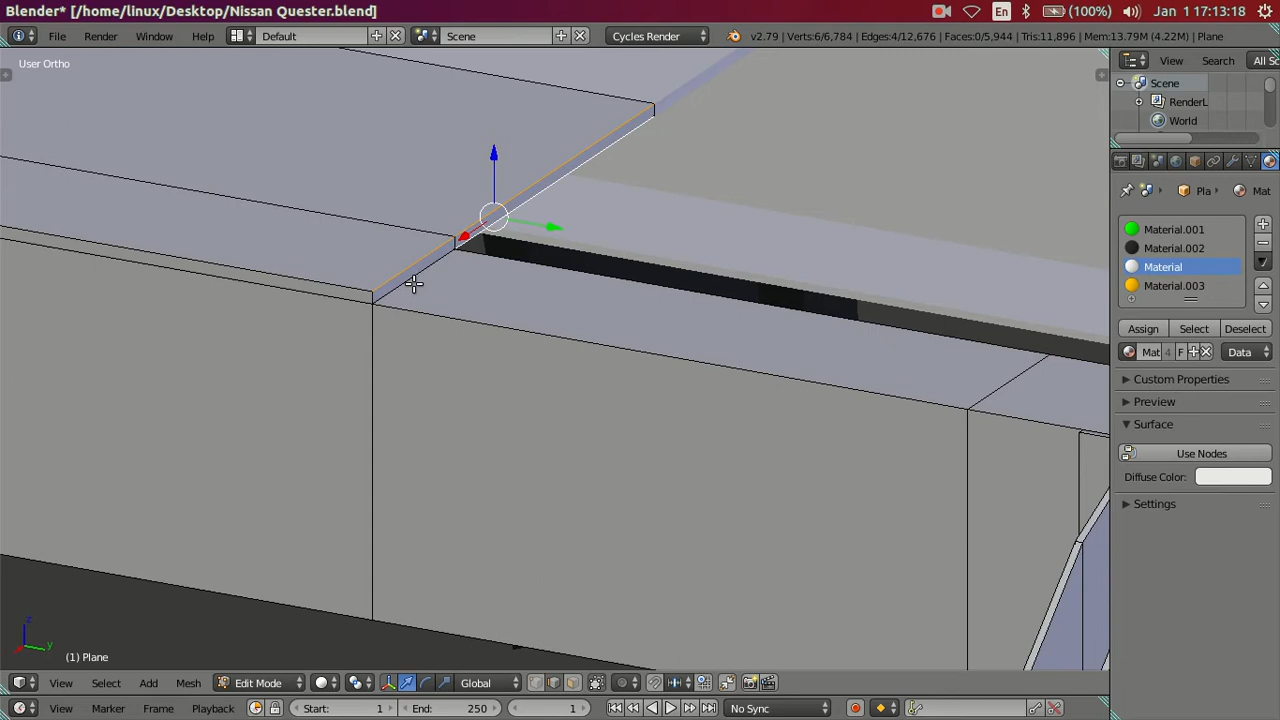 Blender* [/home/linux/Desktop/Nissan Quester.blend]
En
(100%)
Jan 1 17:13:18
File
Render
Window
Help
Default
Scene
Cycles Render
v2.79 | Verts:6/6,784 | Edges:4/12,676 | Faces:0/5,944 | Tris:11,896 | Mem:13.79M (4.22M) | Plane
View
Search
All Sc
User Ortho
Scene
RenderL
World
Pla
Mat
Material.001
Material.002
Material
Material.003
Assign
Select
Deselect
Mat
4
F
Data
Custom Properties
Preview
Surface
Use Nodes
Diffuse Color:
Settings
z
y
(1) Plane
View
Select
Add
Mesh
Edit Mode
Global
View
Marker
Frame
Playback
Start:
1
End:
250
1
No Sync